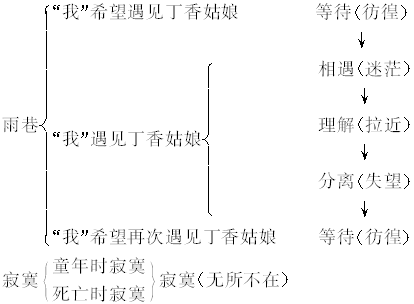 “我”希望遇见丁香姑娘 等待(彷徨)
相遇(迷茫)
雨巷 “我”遇见丁香姑娘 理解(拉近)
分离(失望)
“我”希望再次遇见丁香姑娘 等待(彷徨)
寂寞 童年时寂寞 死亡时寂寞 寂寞(无所不在)